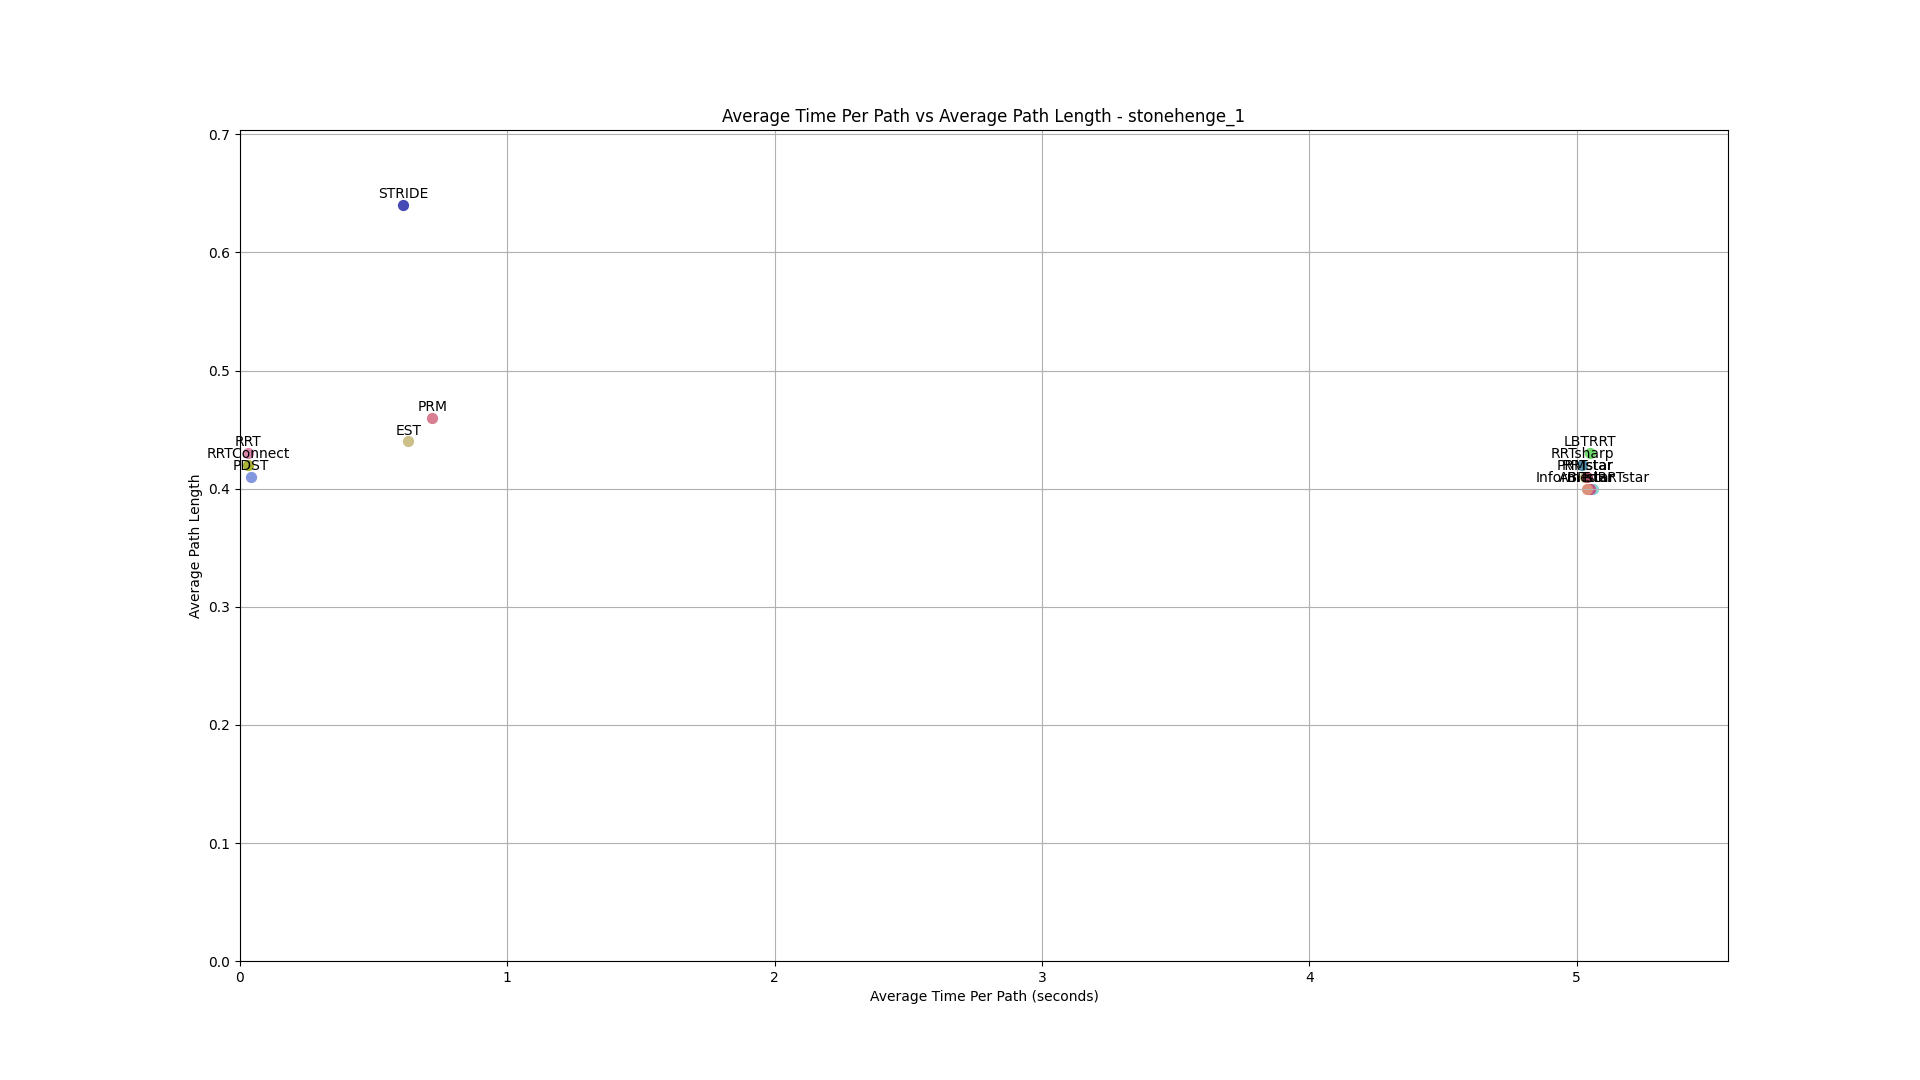 Average Time Per Path vs Average Path Length - stonehenge_1
0.7
STRIDE
0.6
0.5
PRM
EST
RRT
LBTRRT
RRTConnect
RRTsharp
PDST
0.4
0.3
0.2
0.1
0.0
Average Path Length
0 1 2 3 4 5
Average Time Per Path (seconds)